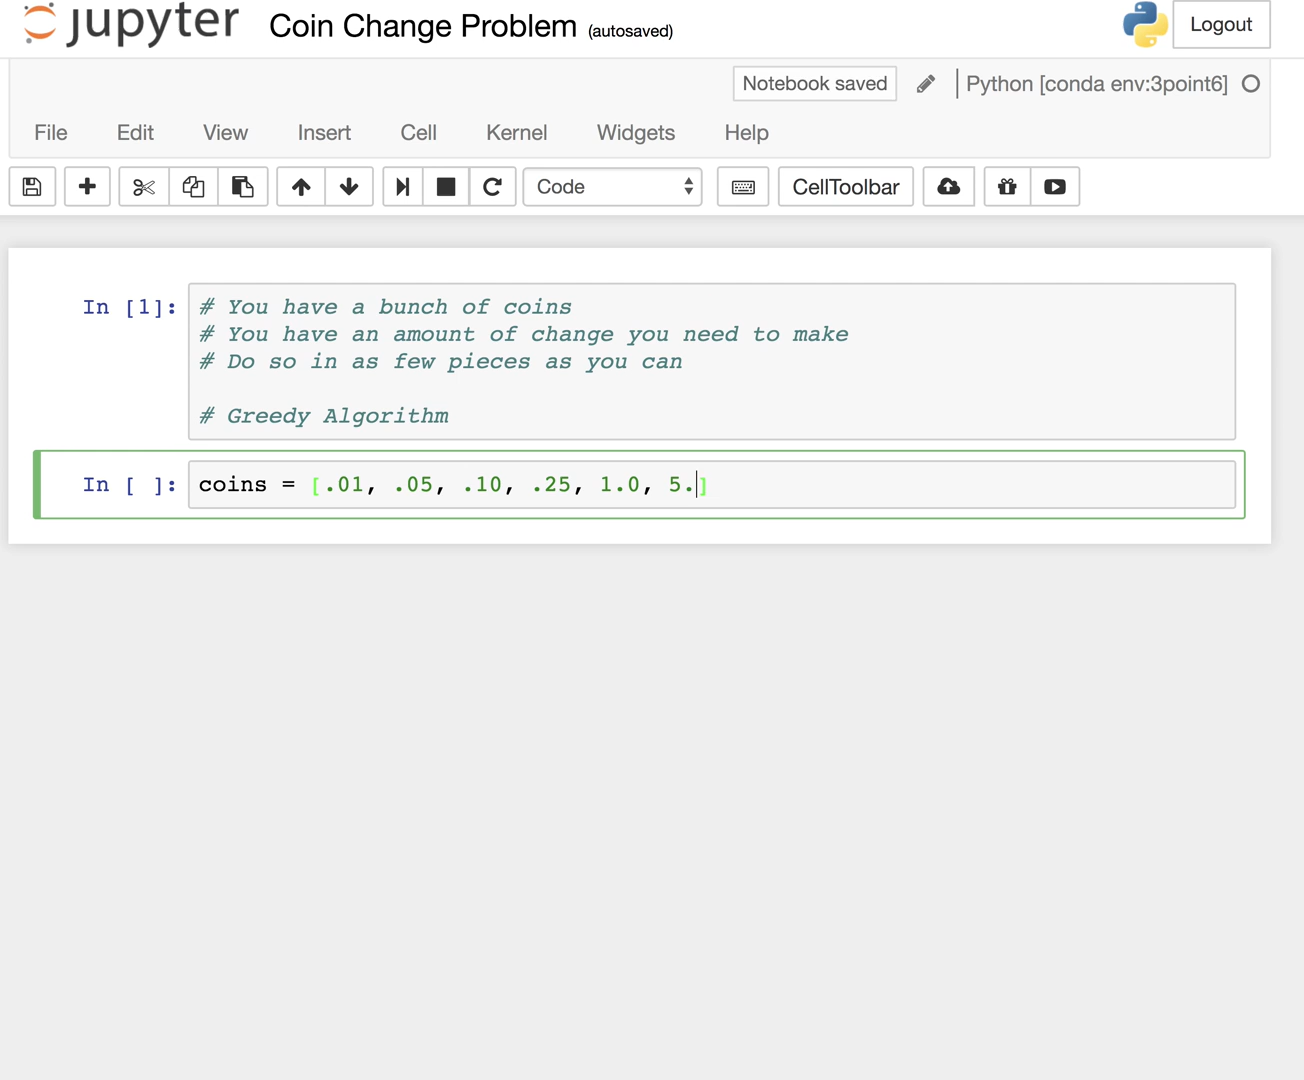 jupyter Coin Change Problem (autosaved) Logout
Notebook saved Python [conda env:3point6]
File Edit View Insert Cell Kernel Widgets Help
Code CellToolbar
In [1]: # You have a bunch of coins
# You have an amount of change you need to make
# Do so in as few pieces as you can
# Greedy Algorithm
In [ ]: coins = [.01, .05, .10, .25, 1.0, 5.]